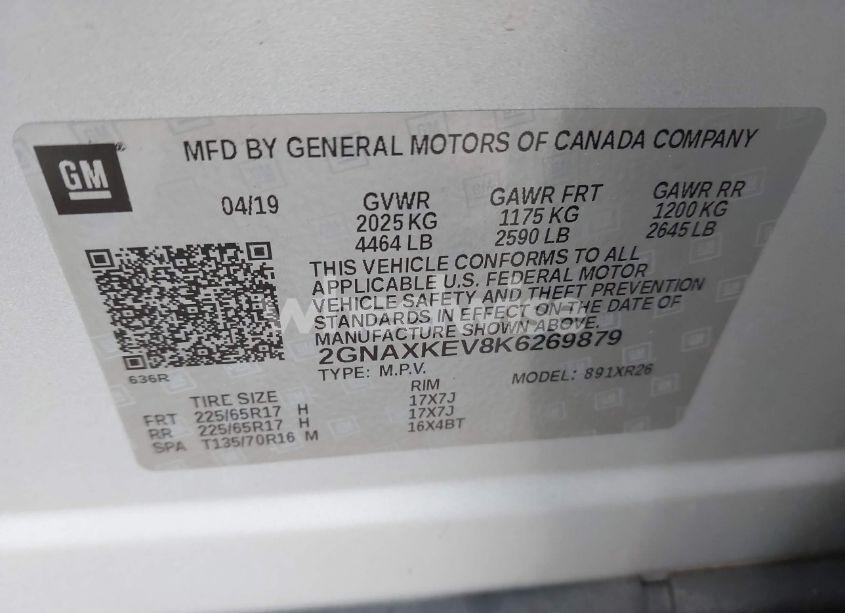 GM
MFD BY GENERAL MOTORS OF CANADA COMPANY
04/19 GVWR GAWR FRT GAWR RR
2025 KG 1175 KG 1200 KG
4464 LB 2590 LB 2645 LB
THIS VEHICLE CONFORMS TO ALL
APPLICABLE U.S. FEDERAL MOTOR
VEHICLE SAFETY AND THEFT PREVENTION
STANDARDS IN EFFECT ON THE DATE OF
MANUFACTURE SHOWN ABOVE.
2GNAXKEV8K6269879
636R
TYPE: M.P.V. MODEL: 891XR26
TIRE SIZE RIM
FRT 225/65R17 H 17X7J
RR 225/65R17 H 17X7J
SPA T135/70R16 M 16X4BT